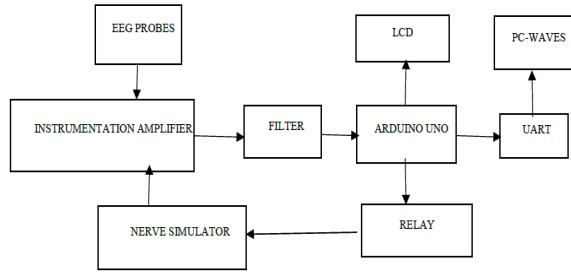 EEG PROBES
LCD
PC-WAVES
INSTRUMENTATION AMPLIFIER
FILTER
ARDUINO UNO
UART
NERVE SIMULATOR
RELAY